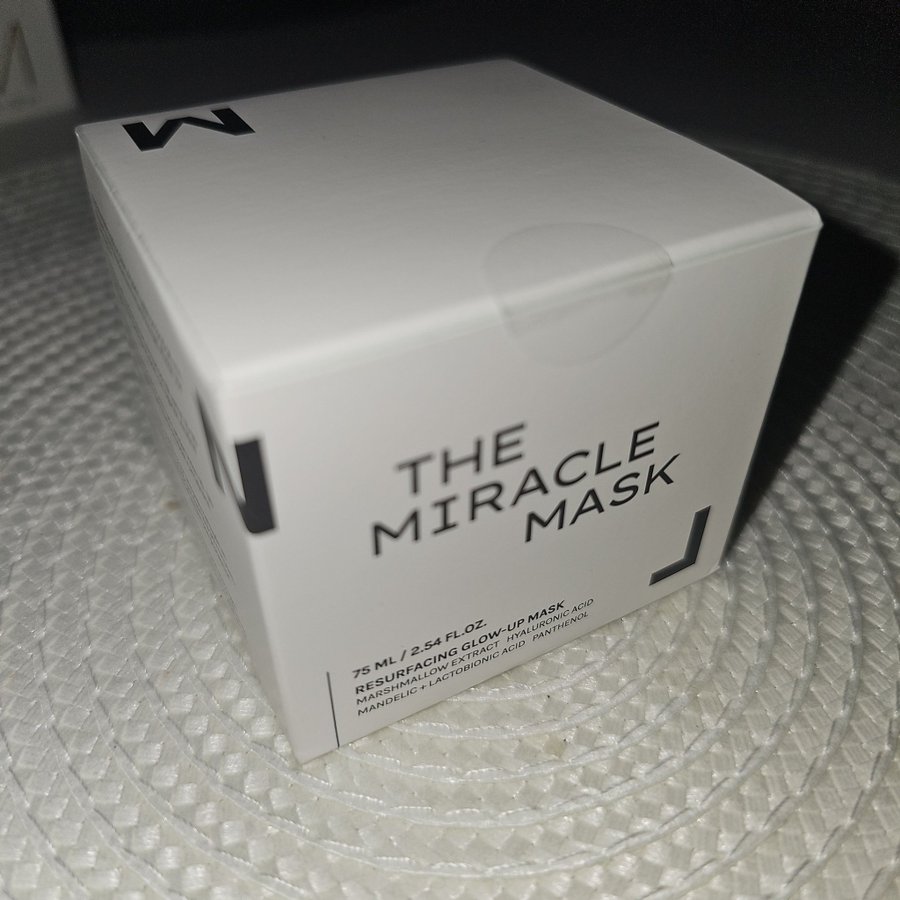 M
THE
MIRACLE
MASK
75 ML / 2.54 FL.OZ.
RESURFACING GLOW-UP MASK
MARSHMALLOW EXTRACT HYALURONIC ACID
MANDELIC + LACTOBIONIC ACID PANTHENOL